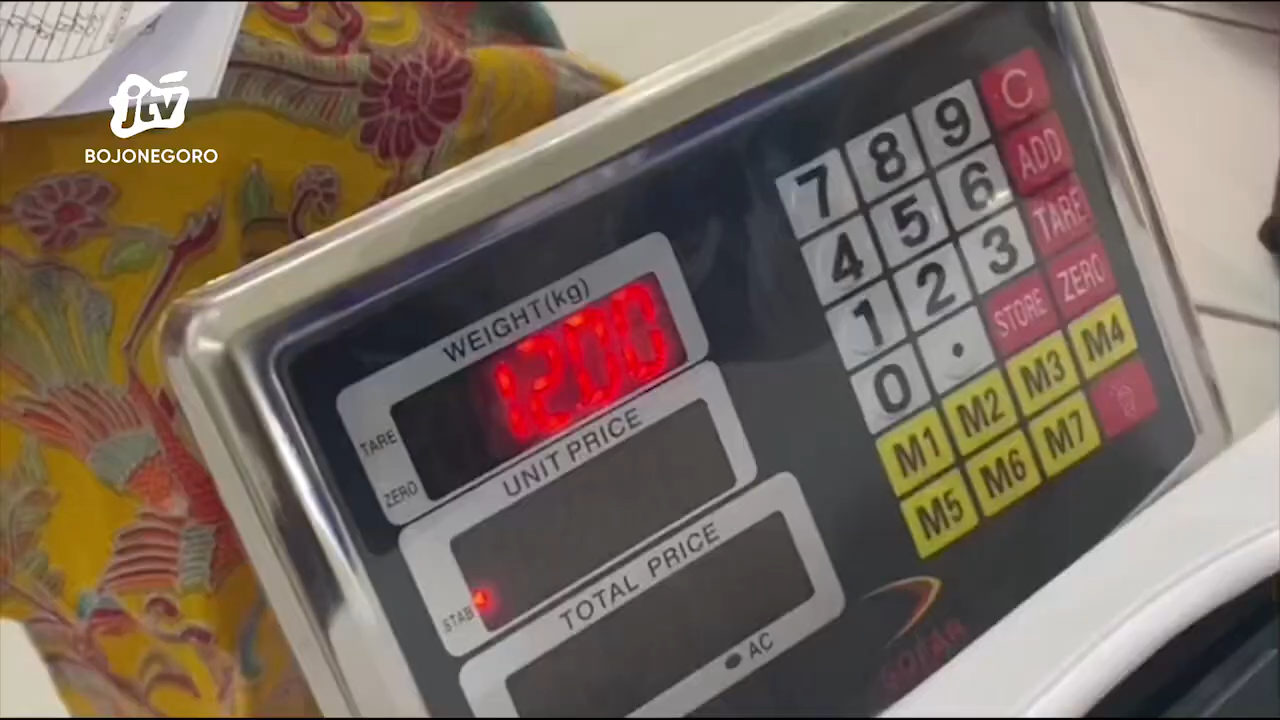 jtv
BOJONEGORO
WEIGHT(kg)
1200
TARE
ZERO
UNIT PRICE
STAB
TOTAL PRICE
AC
7 8 9 C
4 5 6 ADD
1 2 3 TARE
0 . STORE ZERO
M1 M2 M3 M4
M5 M6 M7